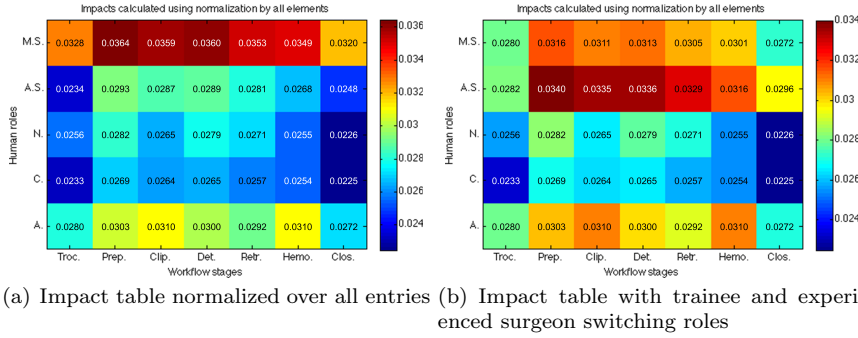 Impacts calculated using normalization by all elements
M.S. 0.0328 0.0364 0.0359 0.0360 0.0353 0.0349 0.0320
A.S. 0.0234 0.0293 0.0287 0.0289 0.0281 0.0268 0.0248
N. 0.0256 0.0282 0.0265 0.0279 0.0271 0.0255 0.0226
C. 0.0233 0.0269 0.0264 0.0265 0.0257 0.0254 0.0225
A. 0.0280 0.0303 0.0310 0.0300 0.0292 0.0310 0.0272
Troc. Prep. Clip. Det. Retr. Hemo. Clos.
Workflow stages
Human roles
0.036
0.034
0.032
0.030
0.028
0.026
0.024
(a) Impact table normalized over all entries
Impacts calculated using normalization by all elements
M.S. 0.0280 0.0316 0.0311 0.0313 0.0305 0.0301 0.0272
A.S. 0.0282 0.0340 0.0335 0.0336 0.0329 0.0316 0.0296
N. 0.0256 0.0282 0.0265 0.0279 0.0271 0.0255 0.0226
C. 0.0233 0.0269 0.0264 0.0265 0.0257 0.0254 0.0225
A. 0.0280 0.0303 0.0310 0.0300 0.0292 0.0310 0.0272
Troc. Prep. Clip. Det. Retr. Hemo. Clos.
Workflow stages
Human roles
0.034
0.032
0.030
0.028
0.026
0.024
(b) Impact table with trainee and experi
enced surgeon switching roles